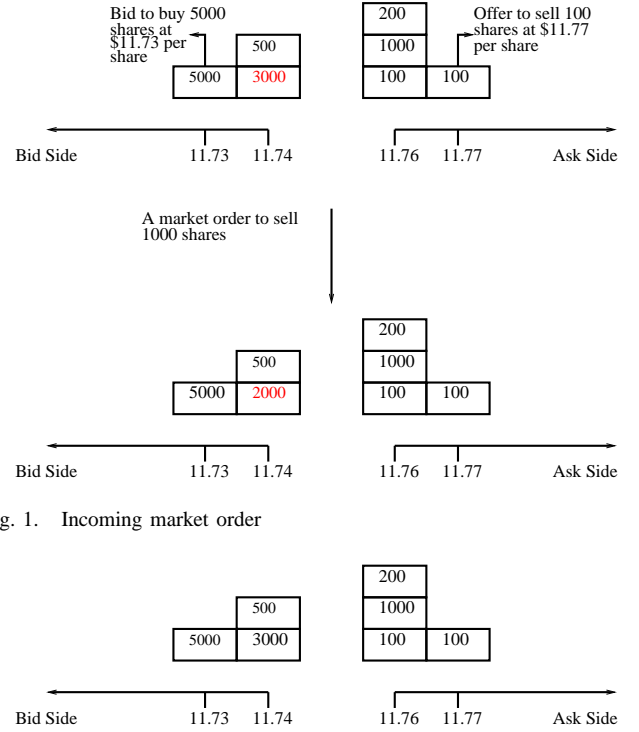 Bid to buy 5000
shares at
$11.73 per
share
200
Offer to sell 100
shares at $11.77
per share
500
1000
5000 3000
100 100
Bid Side 11.73 11.74 11.76 11.77 Ask Side
A market order to sell
1000 shares
200
500
1000
5000 2000
100 100
Bid Side 11.73 11.74 11.76 11.77 Ask Side
g. 1. Incoming market order
200
500
1000
5000 3000
100 100
Bid Side 11.73 11.74 11.76 11.77 Ask Side